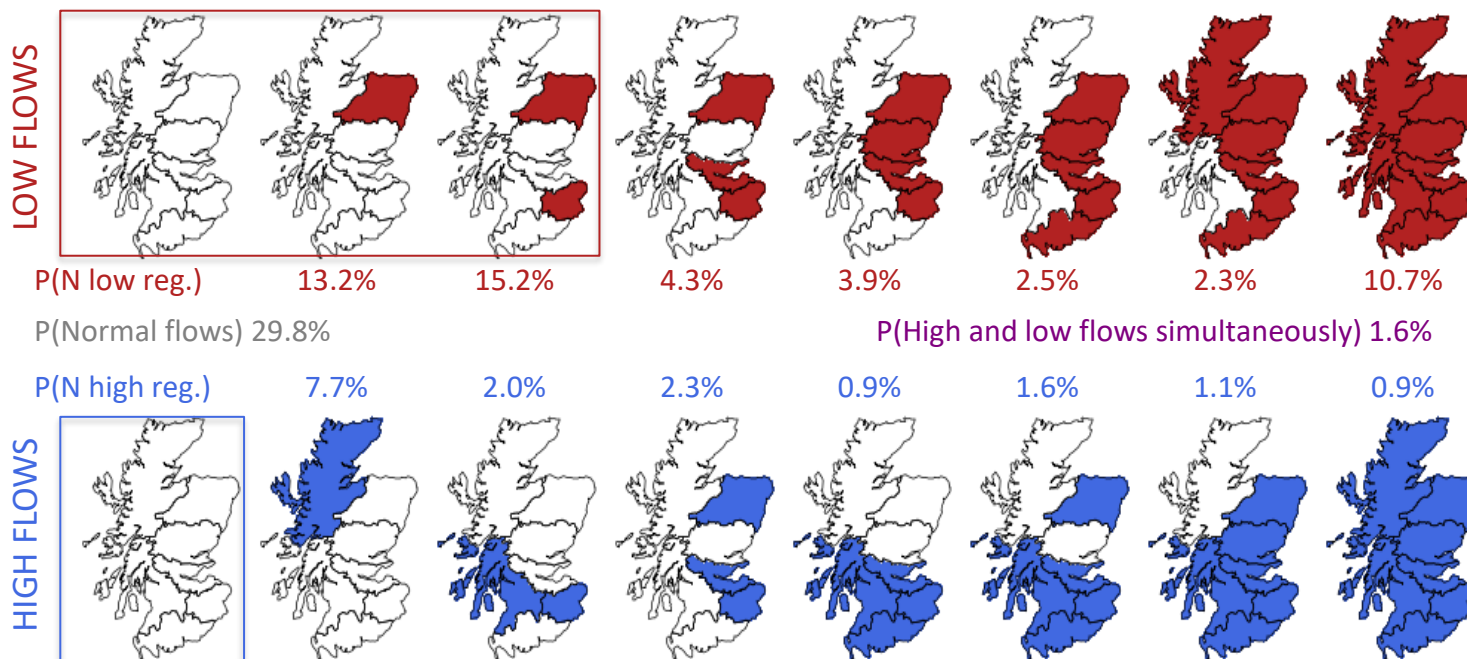 LOW FLOWS
P(N low reg.) 13.2% 15.2% 4.3% 3.9% 2.5% 2.3% 10.7%
P(Normal flows) 29.8% P(High and low flows simultaneously) 1.6%
P(N high reg.) 7.7% 2.0% 2.3% 0.9% 1.6% 1.1% 0.9%
HIGH FLOWS